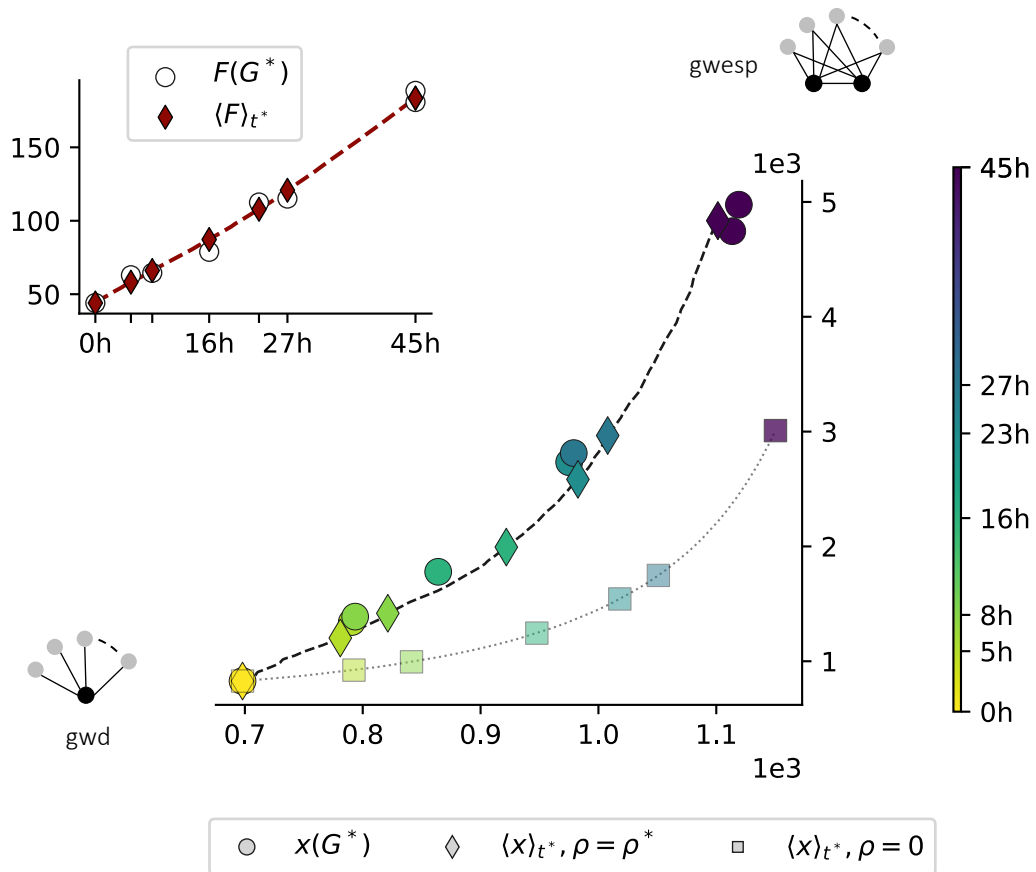 gwesp
F(G*)
⟨F⟩t*
150
100
50
0h 16h 27h 45h
1e3
5
4
3
2
1
45h
27h
23h
16h
8h
5h
0h
gwd
0.7 0.8 0.9 1.0 1.1
1e3
x(G*) ⟨x⟩t*, ρ = ρ* ⟨x⟩t*, ρ = 0